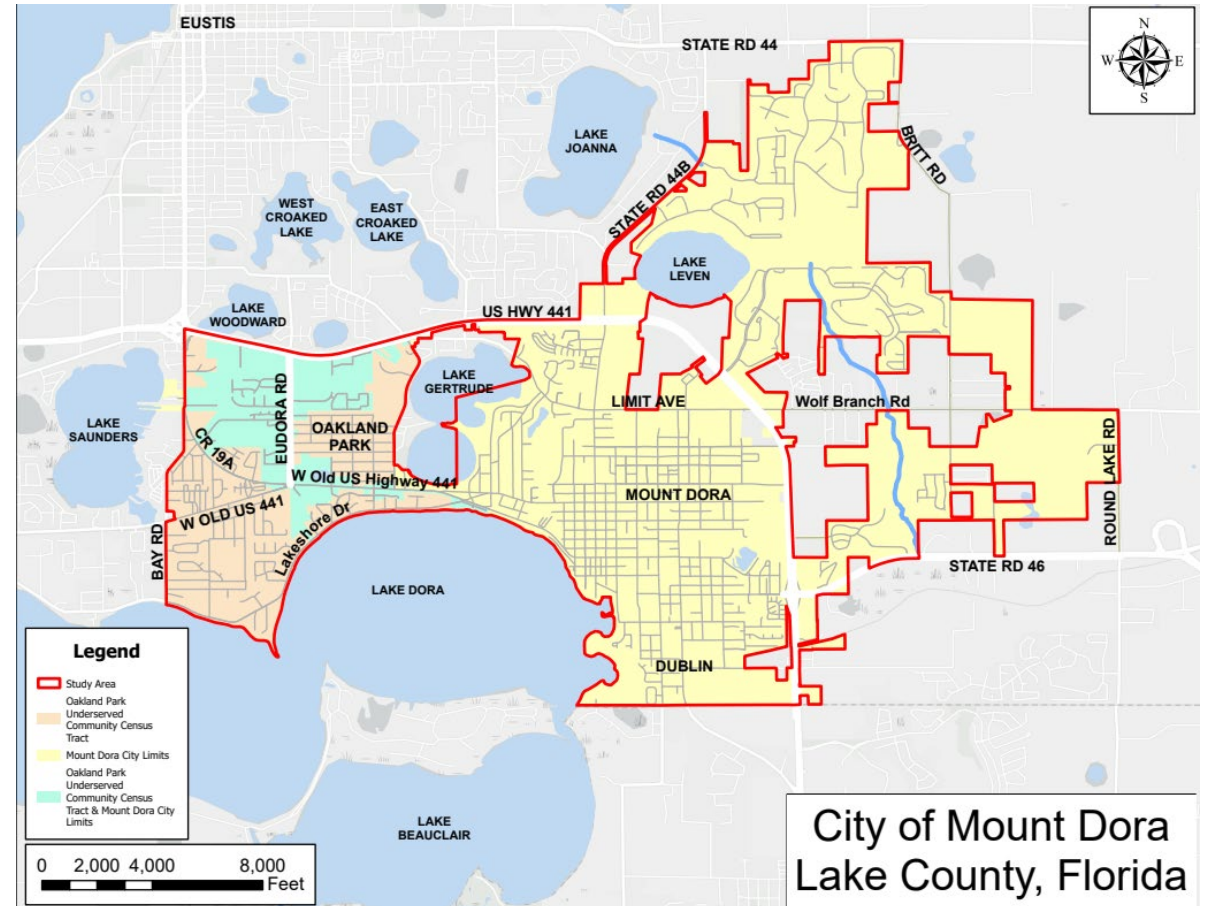 EUSTIS
STATE RD 44
N
W
E
S
LAKE
JOANNA
BRITT RD
STATE RD 44B
WEST
CROAKED
LAKE
EAST
CROAKED
LAKE
LAKE
LEVEN
LAKE
WOODWARD
US HWY 441
LAKE
GERTRUDE
EUDORA RD
LIMIT AVE
Wolf Branch Rd
LAKE
SAUNDERS
OAKLAND
PARK
CR 19A
ROUND LAKE RD
W Old US Highway 441
MOUNT DORA
W OLD US 441
Lakeshore Dr
BAY RD
STATE RD 46
LAKE DORA
DUBLIN
LAKE
BEAUCLAIR
Legend
Study Area
Oakland Park
Underserved
Community Census
Tract
Mount Dora City Limits
Oakland Park
Underserved
Community Census
Tract & Mount Dora City
Limits
0 2,000 4,000 8,000
Feet
City of Mount Dora
Lake County, Florida